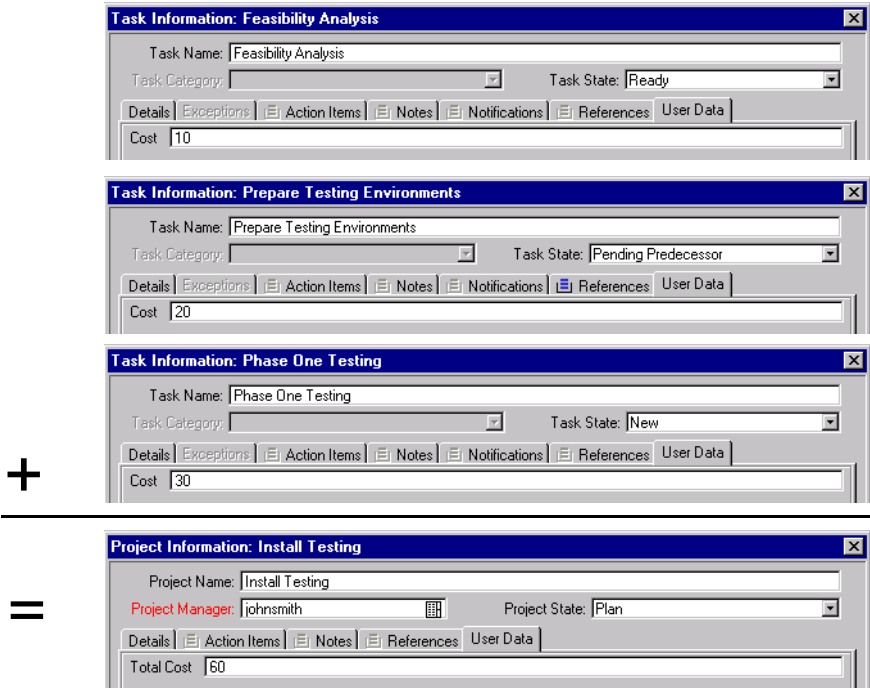 Task Information: Feasibility Analysis
Task Name: Feasibility Analysis
Task Category: Task State: Ready
Details Exceptions Action Items Notes Notifications References User Data
Cost 10
Task Information: Prepare Testing Environments
Task Name: Prepare Testing Environments
Task Category: Task State: Pending Predecessor
Details Exceptions Action Items Notes Notifications References User Data
Cost 20
Task Information: Phase One Testing
Task Name: Phase One Testing
Task Category: Task State: New
Details Exceptions Action Items Notes Notifications References User Data
+ Cost 30
Project Information: Install Testing
Project Name: Install Testing
= Project Manager: johnsmith Project State: Plan
Details Action Items Notes References User Data
Total Cost 60